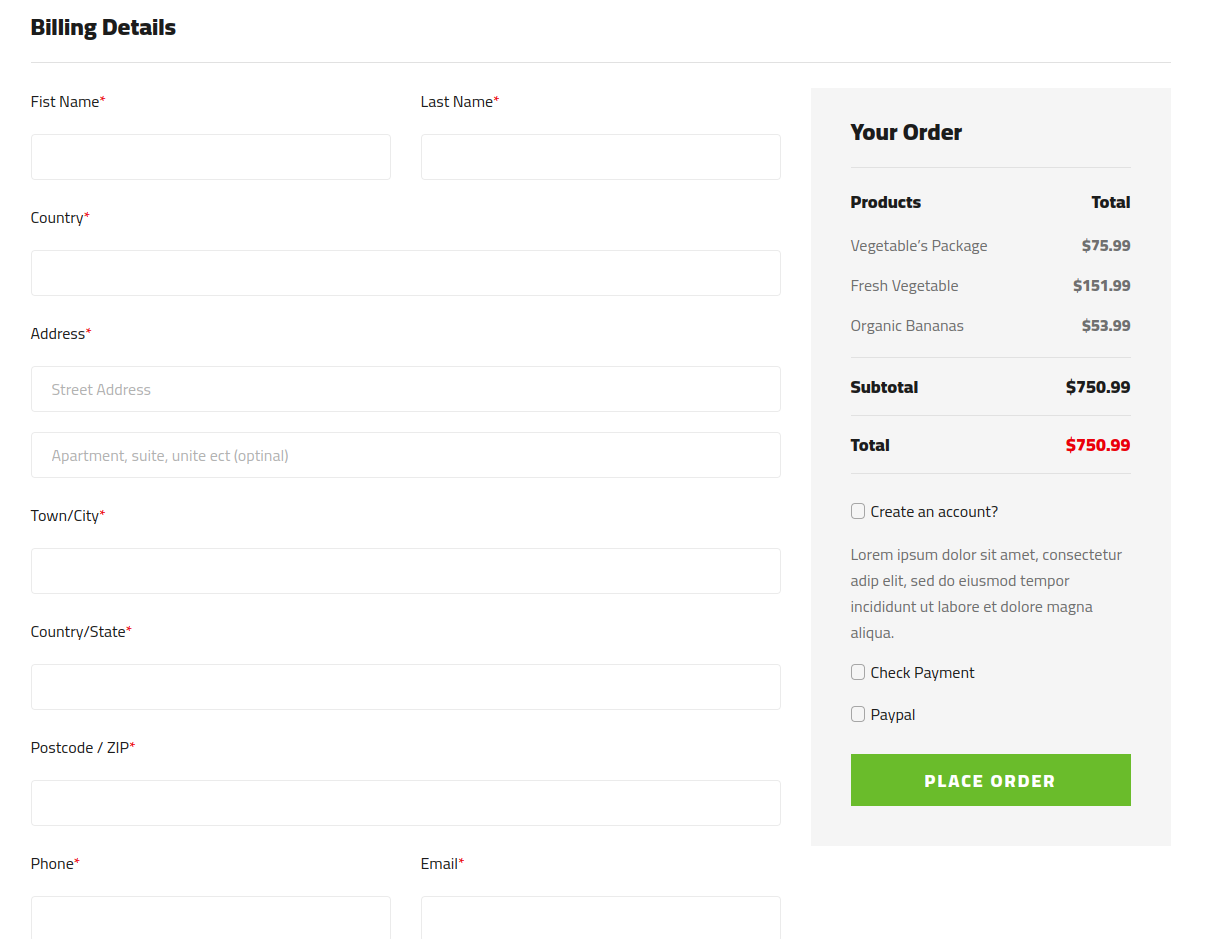 Billing Details
Fist Name*
Last Name*
Country*
Address*
Street Address
Apartment, suite, unite ect (optinal)
Town/City*
Country/State*
Postcode / ZIP*
Phone*
Email*
Your Order
Products Total
Vegetable’s Package $75.99
Fresh Vegetable $151.99
Organic Bananas $53.99
Subtotal $750.99
Total $750.99
Create an account?
Lorem ipsum dolor sit amet, consectetur
adip elit, sed do eiusmod tempor
incididunt ut labore et dolore magna
aliqua.
Check Payment
Paypal
PLACE ORDER